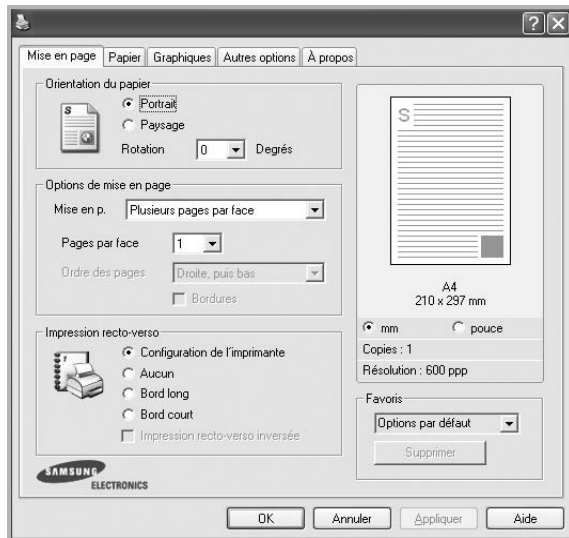 Mise en page
Papier
Graphiques
Autres options
À propos
Orientation du papier
S
Portrait
Paysage
Rotation
0
Degrés
Options de mise en page
Mise en p.
Plusieurs pages par face
Pages par face
1
Ordre des pages
Droite, puis bas
Bordures
Impression recto-verso
Configuration de l'imprimante
Aucun
Bord long
Bord court
Impression recto-verso inversée
SAMSUNG
ELECTRONICS
S
A4
210 x 297 mm
mm
pouce
Copies : 1
Résolution : 600 ppp
Favoris
Options par défaut
Supprimer
OK
Annuler
Appliquer
Aide